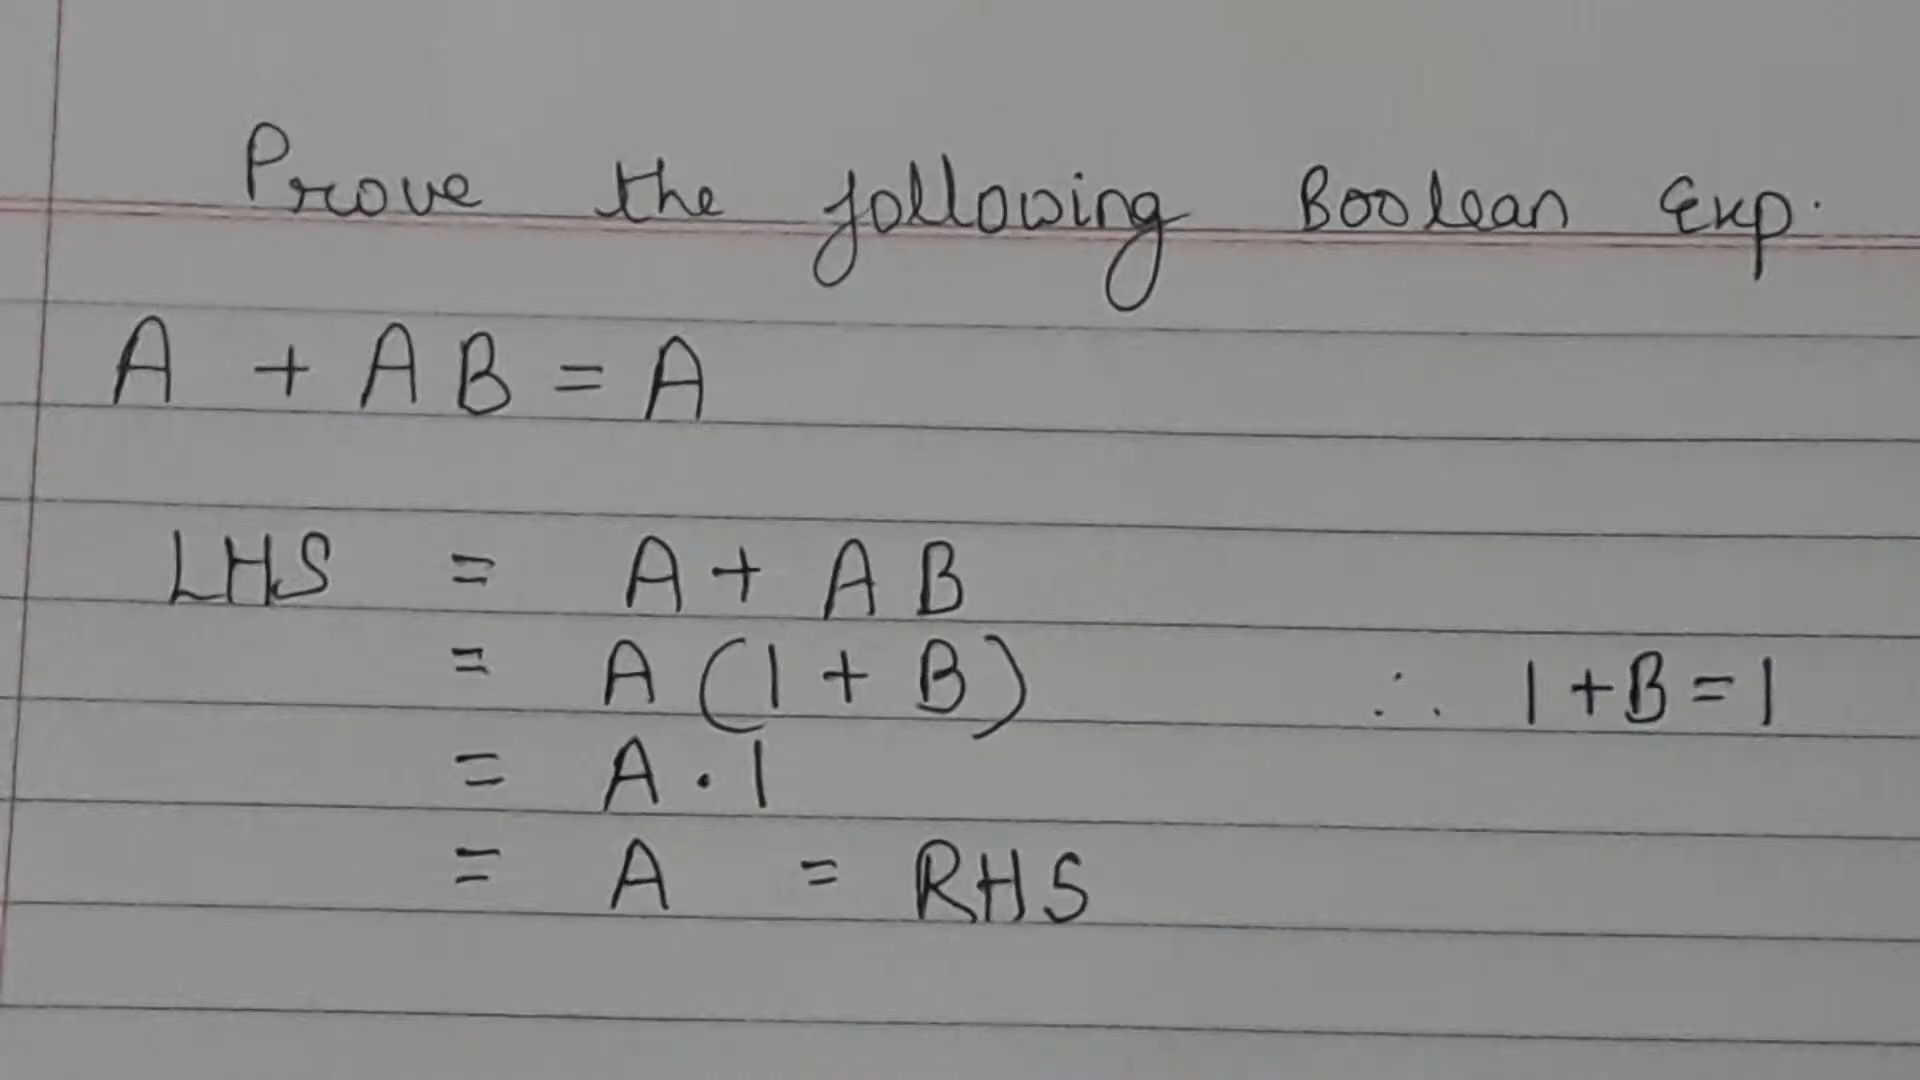 Prove the following Boolean Exp.
A + AB = A
LHS = A + AB
= A (1 + B) ∴ 1 + B = 1
= A . 1
= A = RHS